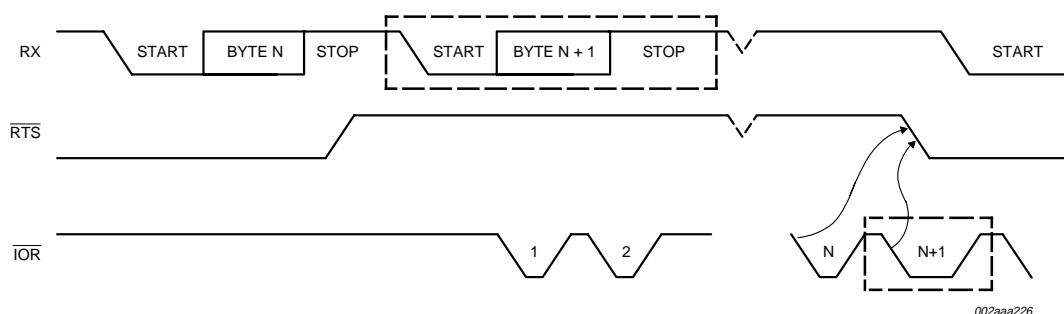 RX START BYTE N STOP START BYTE N + 1 STOP START
RTS
IOR 1 2 N N+1
002aaa226